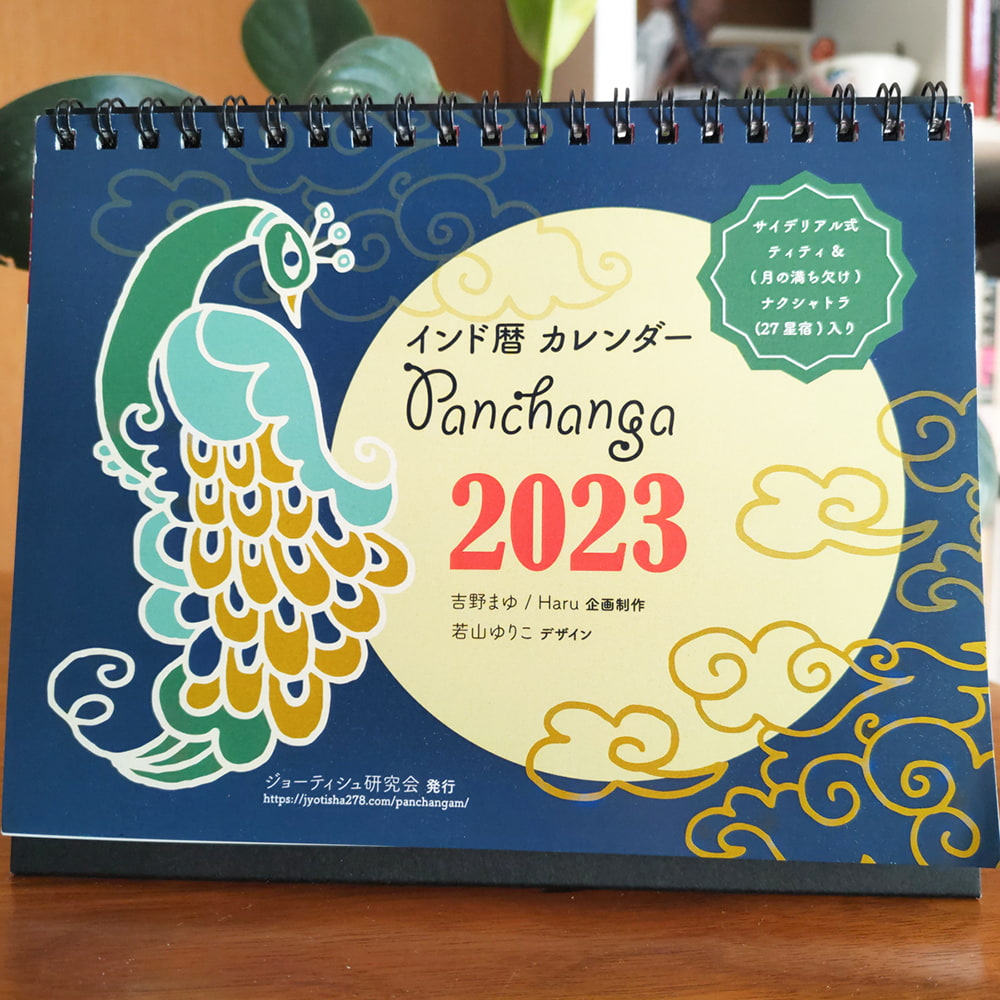 サイデリアル式
ティティ&
(月の満ち欠け)
ナクシャトラ
(27星宿)入り
インド暦 カレンダー
Panchanga
2023
吉野まゆ / Haru 企画制作
若山ゆりこ デザイン
ジョーティシュ研究会 発行
https://jyotisha278.com/panchangam/